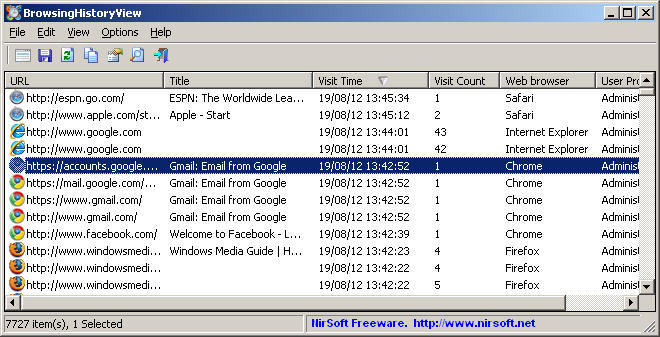 BrowsingHistoryView
File Edit View Options Help
URL Title Visit Time Visit Count Web browser User Pro
http://espn.go.com/ ESPN: The Worldwide Lea... 19/08/12 13:45:34 1 Safari Administ
http://www.apple.com/st... Apple - Start 19/08/12 13:45:12 2 Safari Administ
http://www.google.com 19/08/12 13:44:01 43 Internet Explorer Administ
http://www.google.com 19/08/12 13:44:01 42 Internet Explorer Administ
https://accounts.google.... Gmail: Email from Google 19/08/12 13:42:52 1 Chrome Administ
https://mail.google.com/... Gmail: Email from Google 19/08/12 13:42:52 1 Chrome Administ
https://www.gmail.com/ Gmail: Email from Google 19/08/12 13:42:52 1 Chrome Administ
http://www.gmail.com/ Gmail: Email from Google 19/08/12 13:42:52 1 Chrome Administ
http://www.facebook.com/ Welcome to Facebook - L... 19/08/12 13:42:39 1 Chrome Administ
http://www.windowsmedi... Windows Media Guide | H... 19/08/12 13:42:23 4 Firefox Administ
http://www.windowsmedi... 19/08/12 13:42:22 4 Firefox Administ
http://www.windowsmedi... 19/08/12 13:42:22 5 Firefox Administ
7727 item(s), 1 Selected NirSoft Freeware. http://www.nirsoft.net